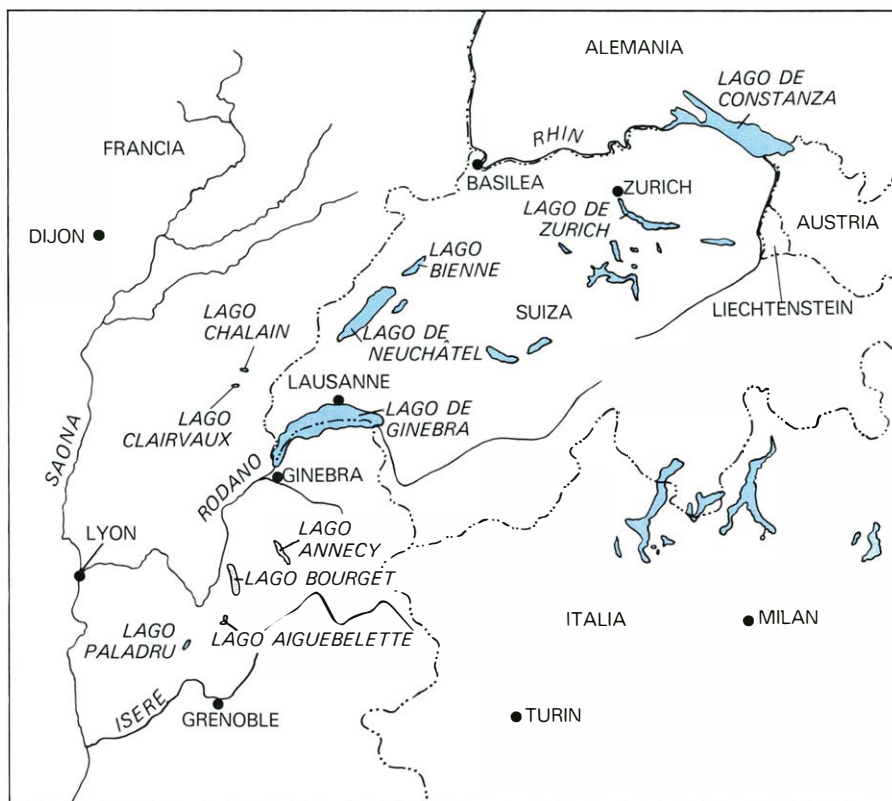 ALEMANIA
LAGO DE
CONSTANZA
FRANCIA
RHIN
BASILEA
ZURICH
LAGO DE
ZURICH
AUSTRIA
DIJON
LAGO
BIENNE
LIECHTENSTEIN
SUIZA
LAGO
CHALAIN
LAGO DE
NEUCHÂTEL
LAUSANNE
LAGO DE
GINEBRA
LAGO
CLAIRVAUX
SAONA
RODANO
GINEBRA
LYON
LAGO
ANNECY
LAGO BOURGET
ITALIA
MILAN
LAGO
PALADRU
LAGO AIGUEBELETTE
ISERE
GRENOBLE
TURIN